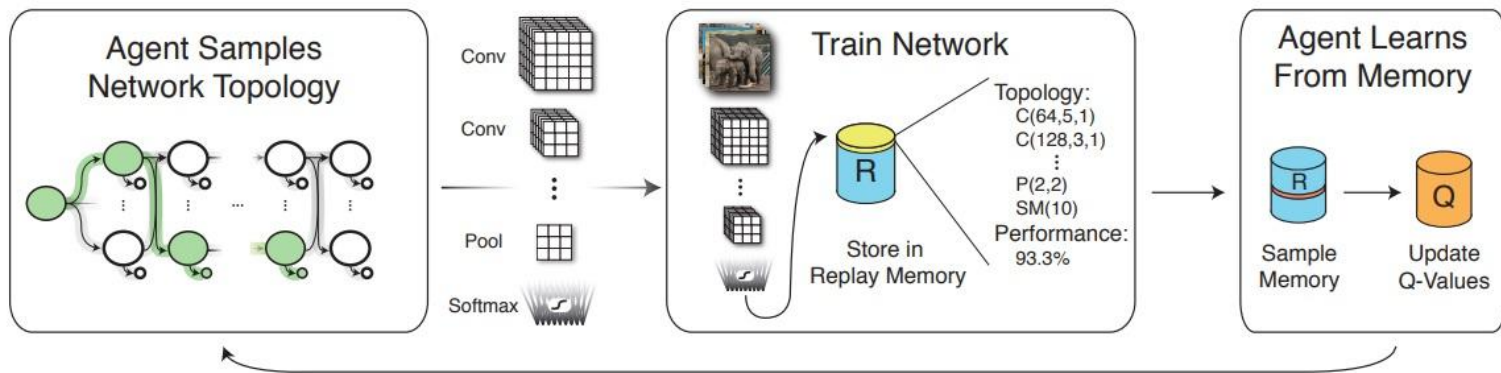 Agent Samples
Network Topology
Conv
Conv
Pool
Softmax
Train Network
R
Store in
Replay Memory
Topology:
C(64,5,1)
C(128,3,1)
P(2,2)
SM(10)
Performance:
93.3%
Agent Learns
From Memory
R
Sample
Memory
Q
Update
Q-Values